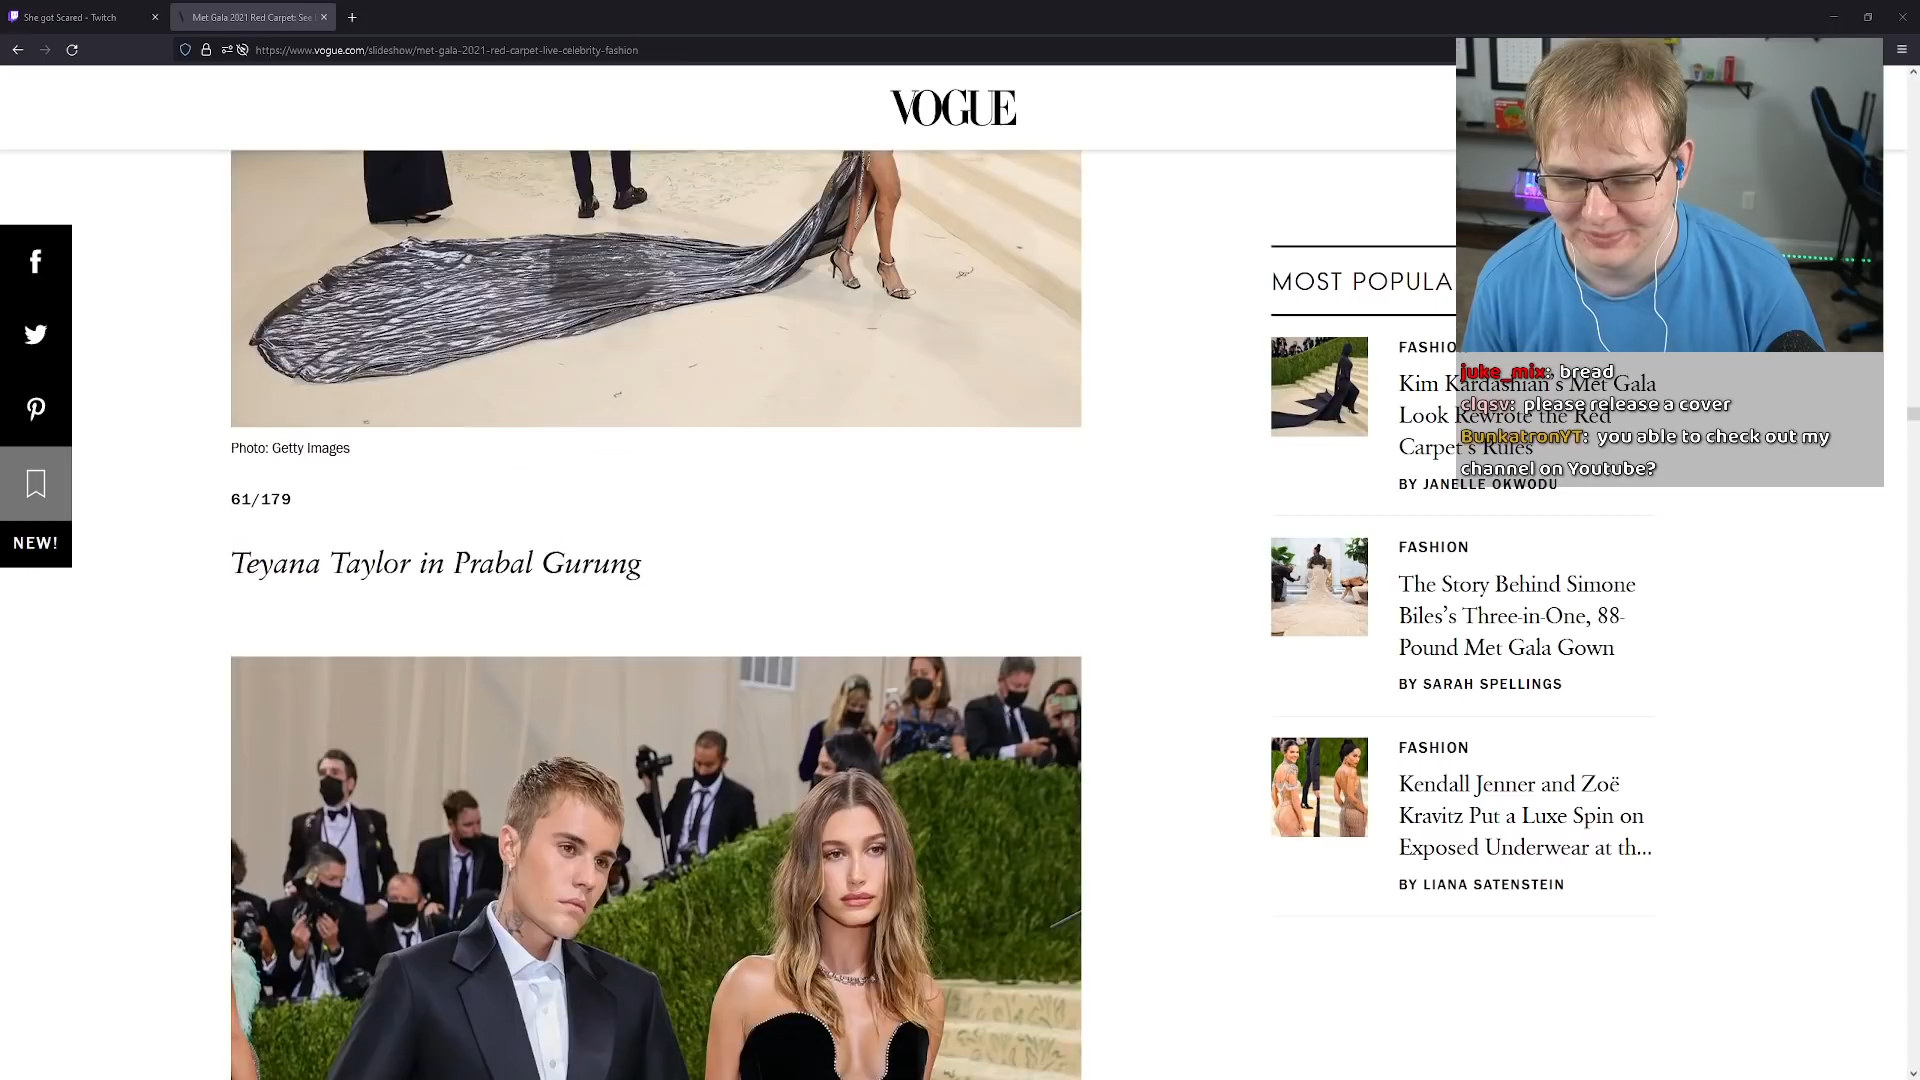 She got Scared - Twitch
Met Gala 2021 Red Carpet: See
https://www.vogue.com/slideshow/met-gala-2021-red-carpet-live-celebrity-fashion
VOGUE
NEW!
Photo: Getty Images
61/179
Teyana Taylor in Prabal Gurung
MOST POPULA
FASHIO
Kim Kardashian's Met Gala
Look Rewrote the Red
Carpet's Rules
BY JANELLE OKWODU
FASHION
The Story Behind Simone
Biles's Three-in-One, 88-
Pound Met Gala Gown
BY SARAH SPELLINGS
FASHION
Kendall Jenner and Zoë
Kravitz Put a Luxe Spin on
Exposed Underwear at th...
BY LIANA SATENSTEIN
juke_mix: bread
clqsv: please release a cover
BunkatronYT: you able to check out my
channel on Youtube?